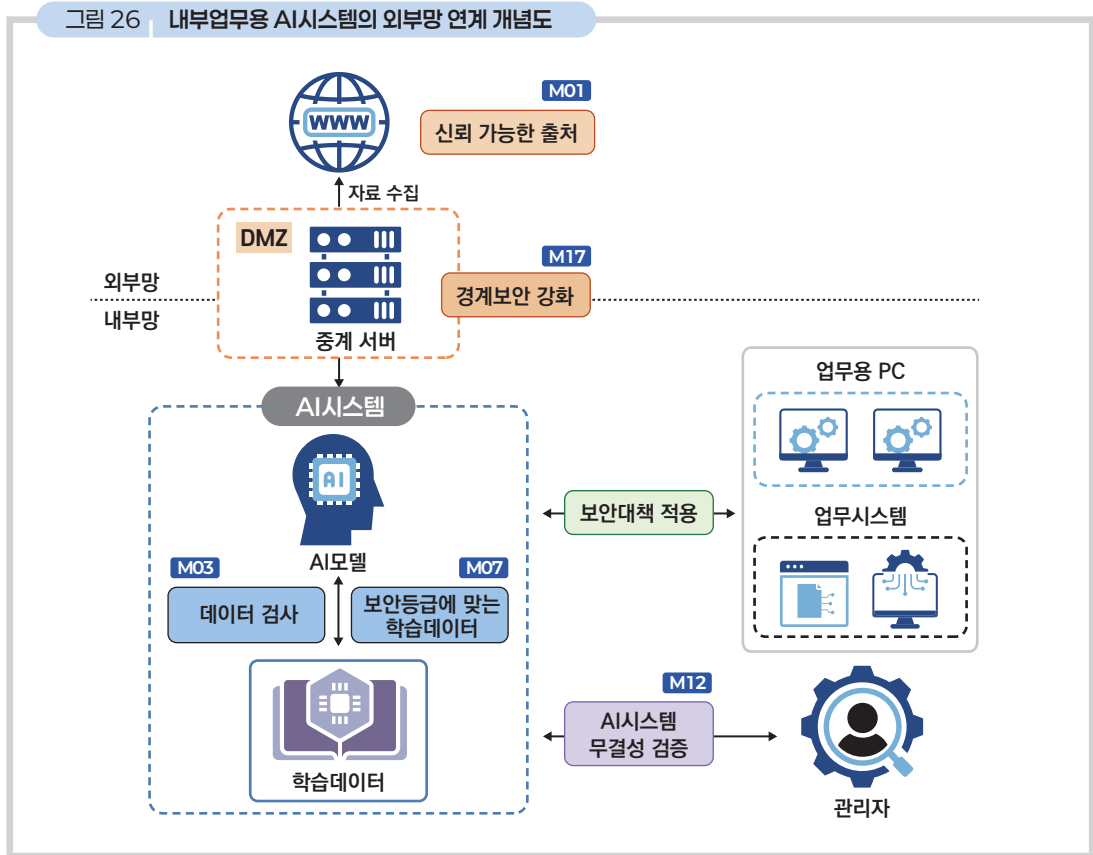 그림 26 내부업무용 AI시스템의 외부망 연계 개념도
WWW
M01
신뢰 가능한 출처
자료 수집
DMZ
M17
경계보안 강화
외부망
내부망
중계 서버
업무용 PC
AI시스템
AI
AI모델
보안대책 적용
업무시스템
M03
데이터 검사
M07
보안등급에 맞는
학습데이터
학습데이터
M12
AI시스템
무결성 검증
관리자